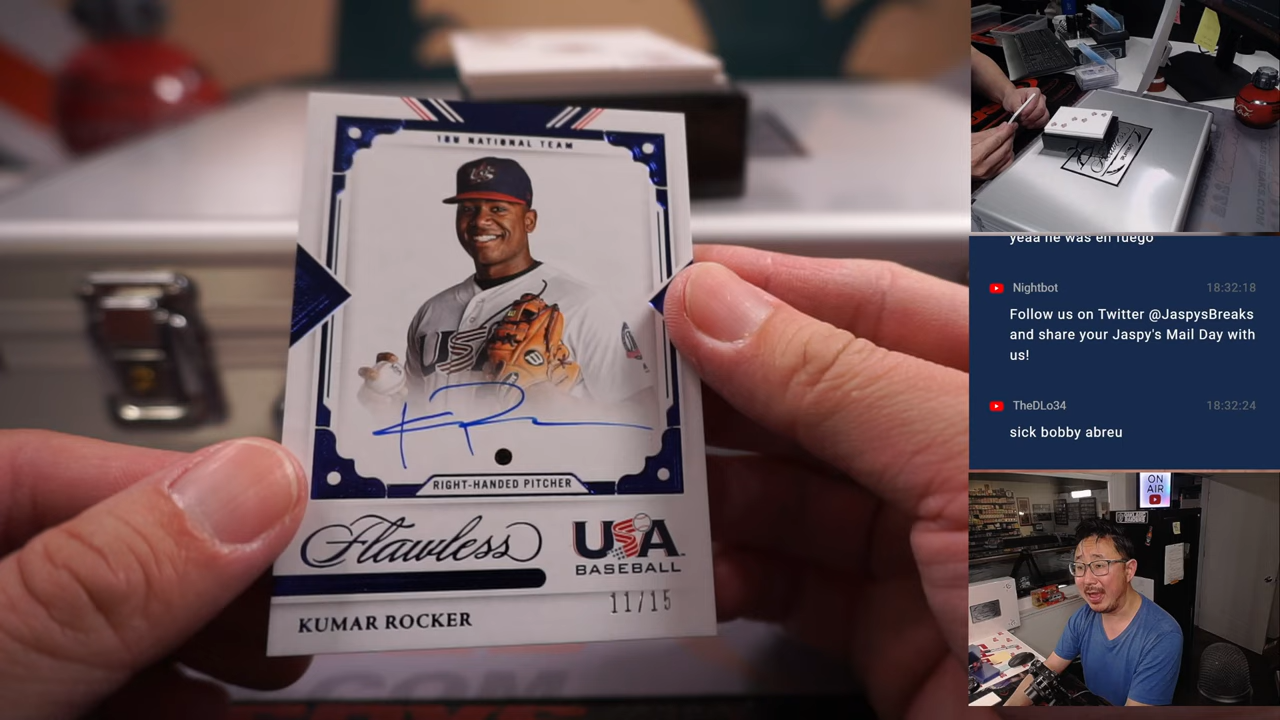 18U NATIONAL TEAM
USA
RIGHT-HANDED PITCHER
Flawless
USA
BASEBALL
11/15
KUMAR ROCKER
yeaa he was en fuego
Nightbot 18:32:18
Follow us on Twitter @JaspysBreaks
and share your Jaspy's Mail Day with
us!
TheDLo34 18:32:24
sick bobby abreu
ON
AIR